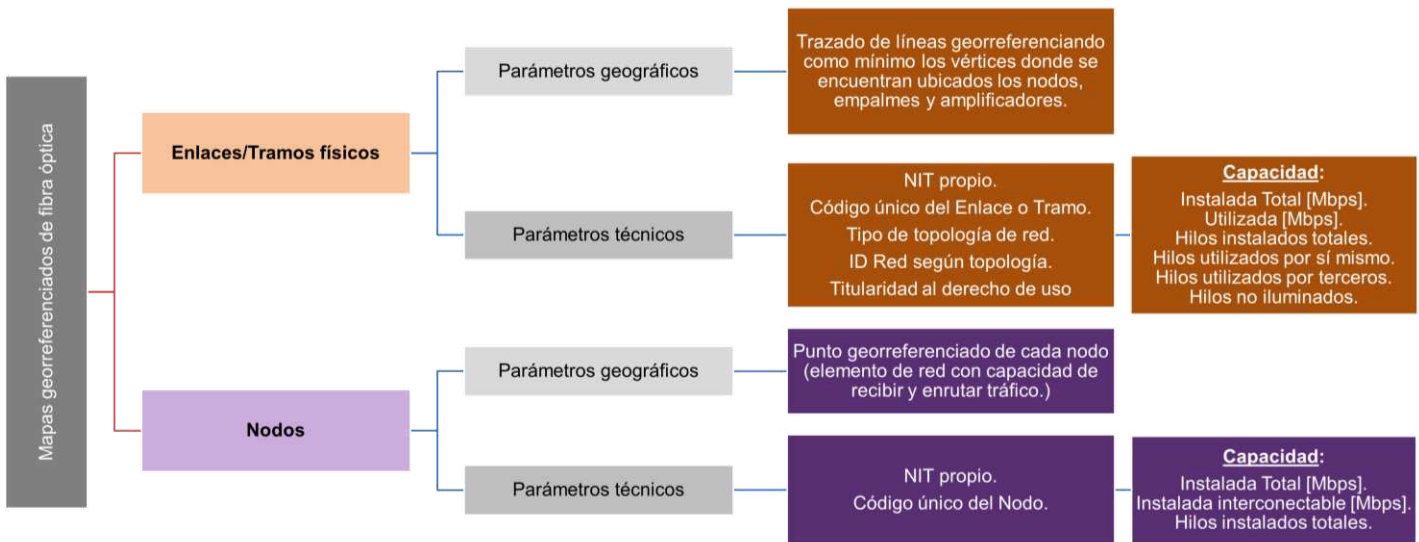 Mapas georreferenciados de fibra óptica
Enlaces/Tramos físicos
Parámetros geográficos
Trazado de líneas georreferenciando
como mínimo los vértices donde se
encuentran ubicados los nodos,
empalmes y amplificadores.
Parámetros técnicos
NIT propio.
Código único del Enlace o Tramo.
Tipo de topología de red.
ID Red según topología.
Titularidad al derecho de uso
Capacidad:
Instalada Total [Mbps].
Utilizada [Mbps].
Hilos instalados totales.
Hilos utilizados por sí mismo.
Hilos utilizados por terceros.
Hilos no iluminados.
Nodos
Parámetros geográficos
Punto georreferenciado de cada nodo
(elemento de red con capacidad de
recibir y enrutar tráfico.)
Parámetros técnicos
NIT propio.
Código único del Nodo.
Capacidad:
Instalada Total [Mbps].
Instalada interconectable [Mbps].
Hilos instalados totales.